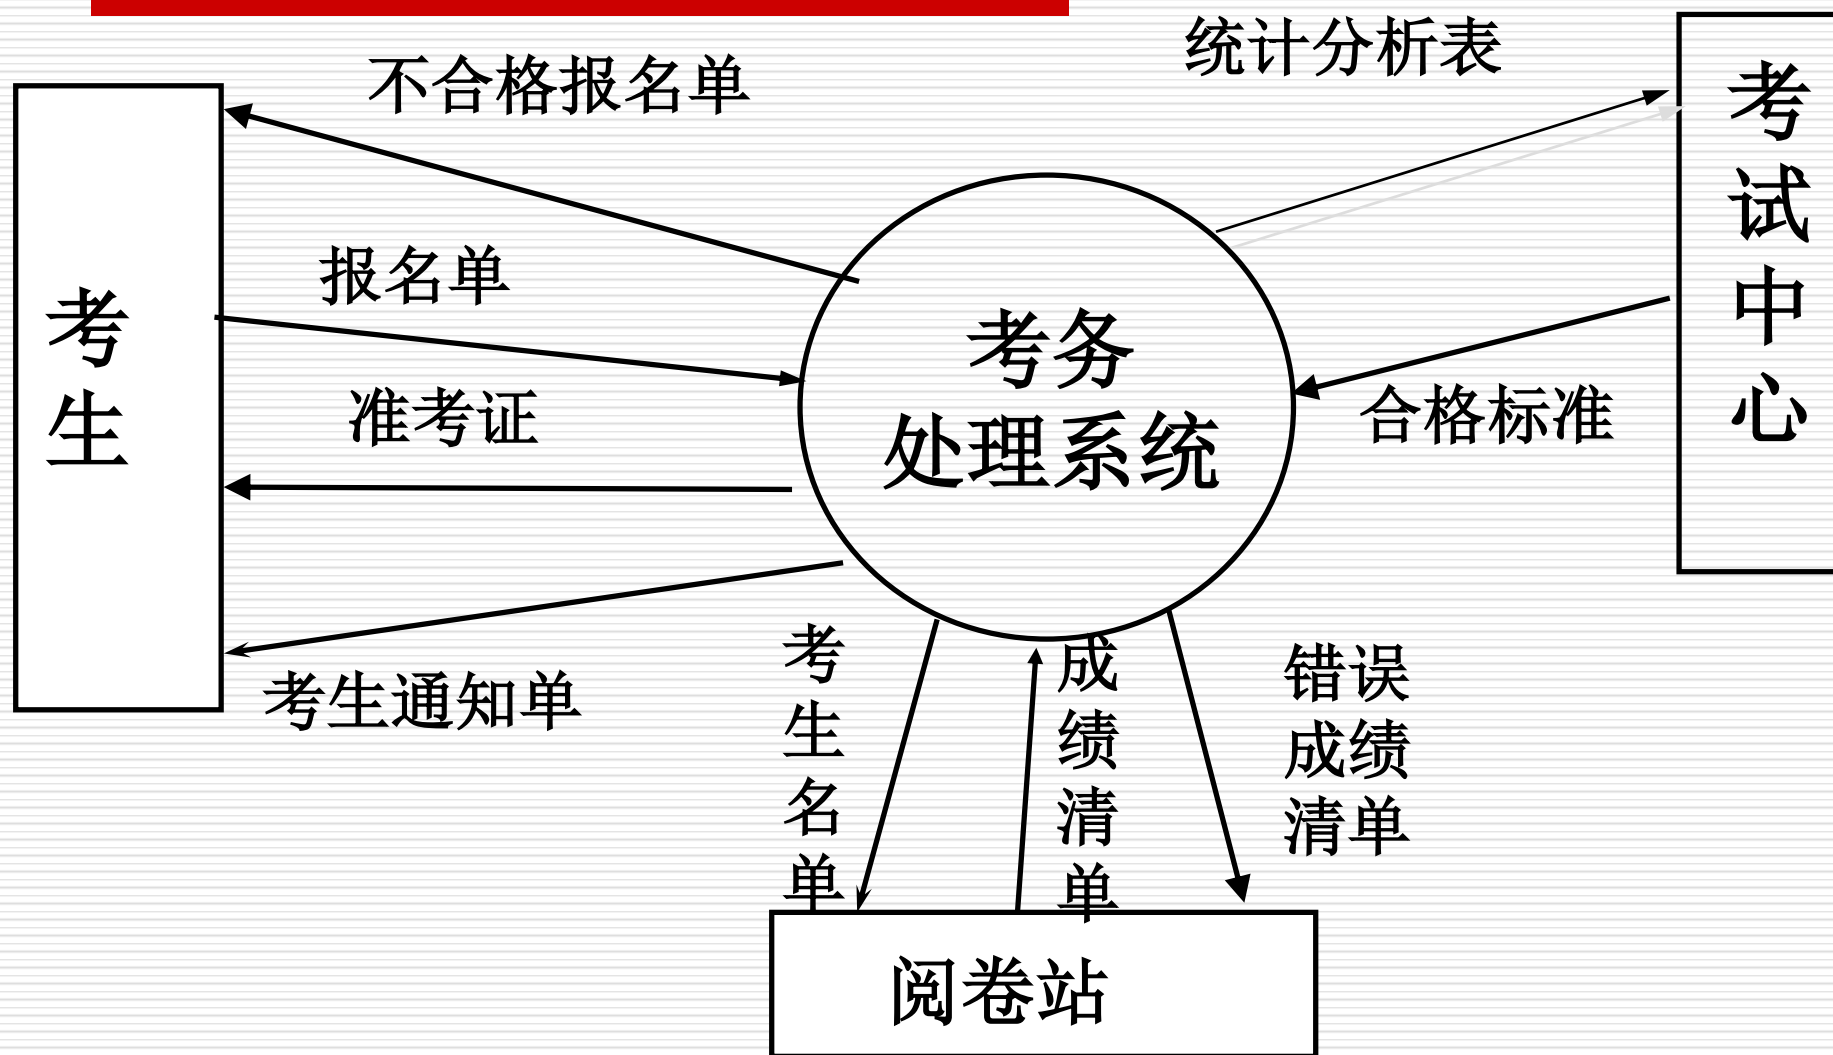 统计分析表
不合格报名单
考试中心
报名单
考生
考务
处理系统
准考证
合格标准
考生通知单
考生名单
成绩清单
错误
成绩
清单
阅卷站